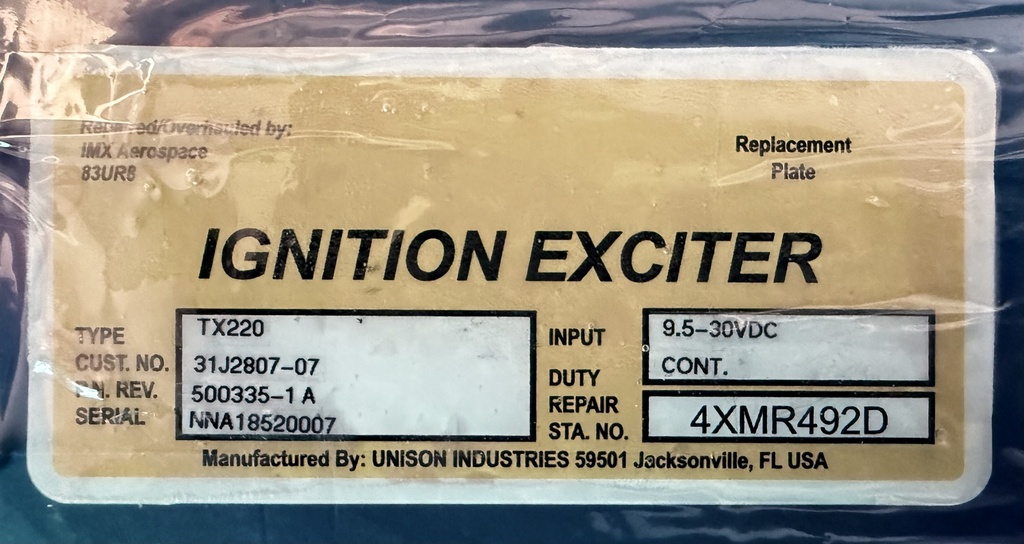 Repaired/Overhauled by:
IMX Aerospace
83UR8
Replacement
Plate
IGNITION EXCITER
TYPE TX220
CUST. NO. 31J2807-07
PN. REV. 500335-1 A
SERIAL NNA18520007
INPUT 9.5-30VDC
DUTY CONT.
REPAIR
STA. NO. 4XMR492D
Manufactured By: UNISON INDUSTRIES 59501 Jacksonville, FL USA